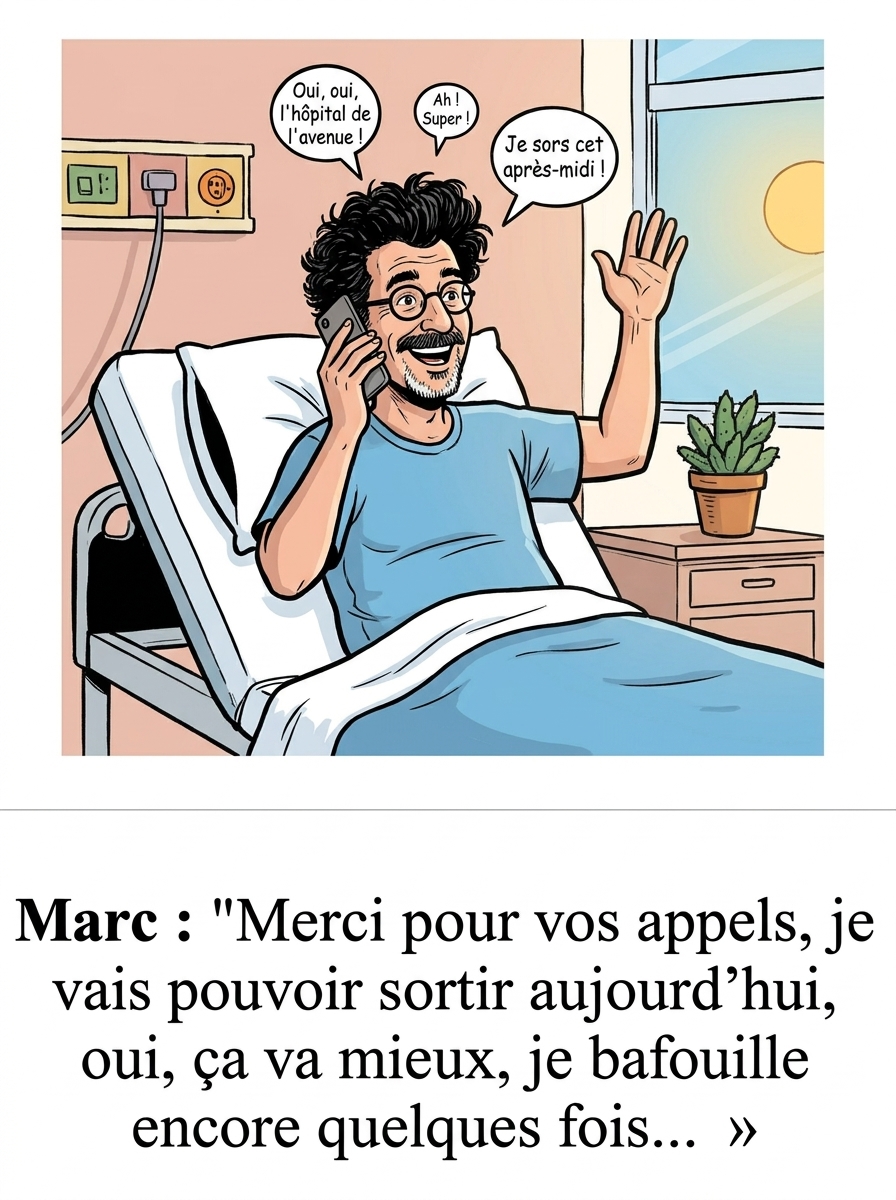 Oui, oui,
l'hôpital de
l'avenue !
Ah !
Super !
Je sors cet
après-midi !
Marc : "Merci pour vos appels, je
vais pouvoir sortir aujourd’hui,
oui, ça va mieux, je bafouille
encore quelques fois... »